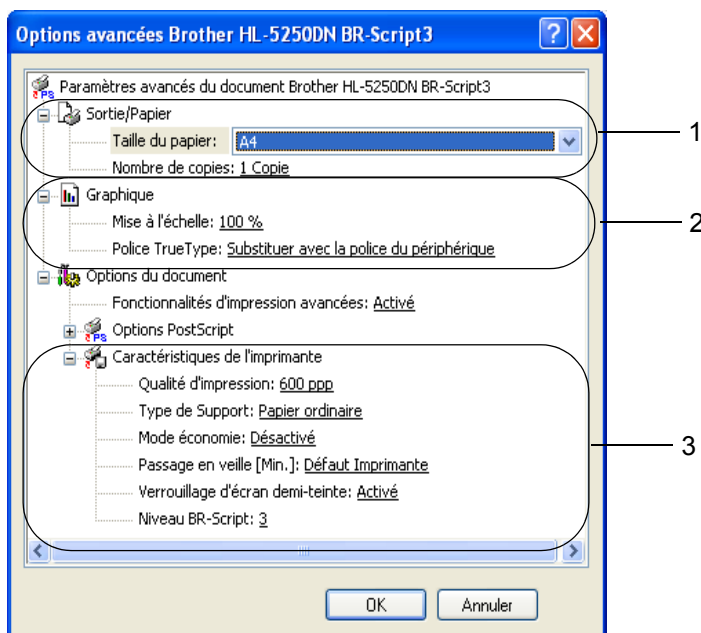 Options avancées Brother HL-5250DN BR-Script3
Paramètres avancés du document Brother HL-5250DN BR-Script3
Sortie/Papier
Taille du papier: A4
1
Nombre de copies: 1 Copie
Graphique
Mise à l'échelle: 100 %
2
Police TrueType: Substituer avec la police du périphérique
Options du document
Fonctionnalités d'impression avancées: Activé
PS Options PostScript
Caractéristiques de l'imprimante
Qualité d'impression: 600 ppp
Type de Support: Papier ordinaire
Mode économie: Désactivé
3
Passage en veille [Min.]: Défaut Imprimante
Verrouillage d'écran demi-teinte: Activé
Niveau BR-Script: 3
OK Annuler